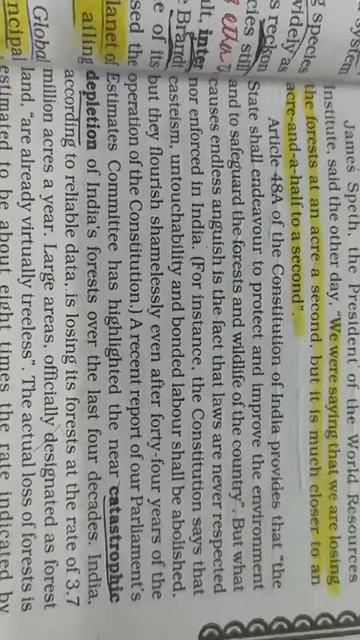 System
James Speth, the President of the World Resources
Institute, said the other day, "We were saying that we are losing
the forests at an acre a second, but it is much closer to an
acre-and-a-half to a second".
Article 48A of the Constitution of India provides that "the
State shall endeavour to protect and improve the environment
and to safeguard the forests and wildlife of the country". But what
causes endless anguish is the fact that laws are never respected
nor enforced in India. (For instance, the Constitution says that
casteism, untouchability and bonded labour shall be abolished,
but they flourish shamelessly even after forty-four years of the
operation of the Constitution.) A recent report of our Parliament's
Estimates Committee has highlighted the near catastrophic
depletion of India's forests over the last four decades. India,
according to reliable data, is losing its forests at the rate of 3.7
million acres a year. Large areas, officially designated as forest
land, "are already virtually treeless". The actual loss of forests is
estimated to be about eight times the rate indicated by
g species
videly as
s reckon
cies still
alt, inter
e Brandt
e of its
sed the
lanet of
ailing
Global
ncipal